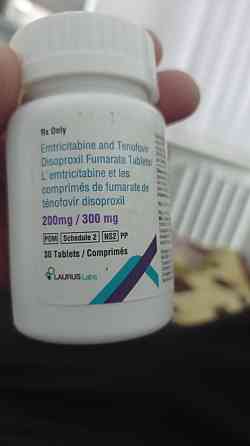 Rx Only
Emtricitabine and Tenofovir
Disoproxil Fumarate Tablets
L'emtricitabine et les
comprimés de fumarate de
ténofovir disoproxil
200mg / 300 mg
POM Schedule 2 NS2 PP
30 Tablets / Comprimés
LAURUS Labs